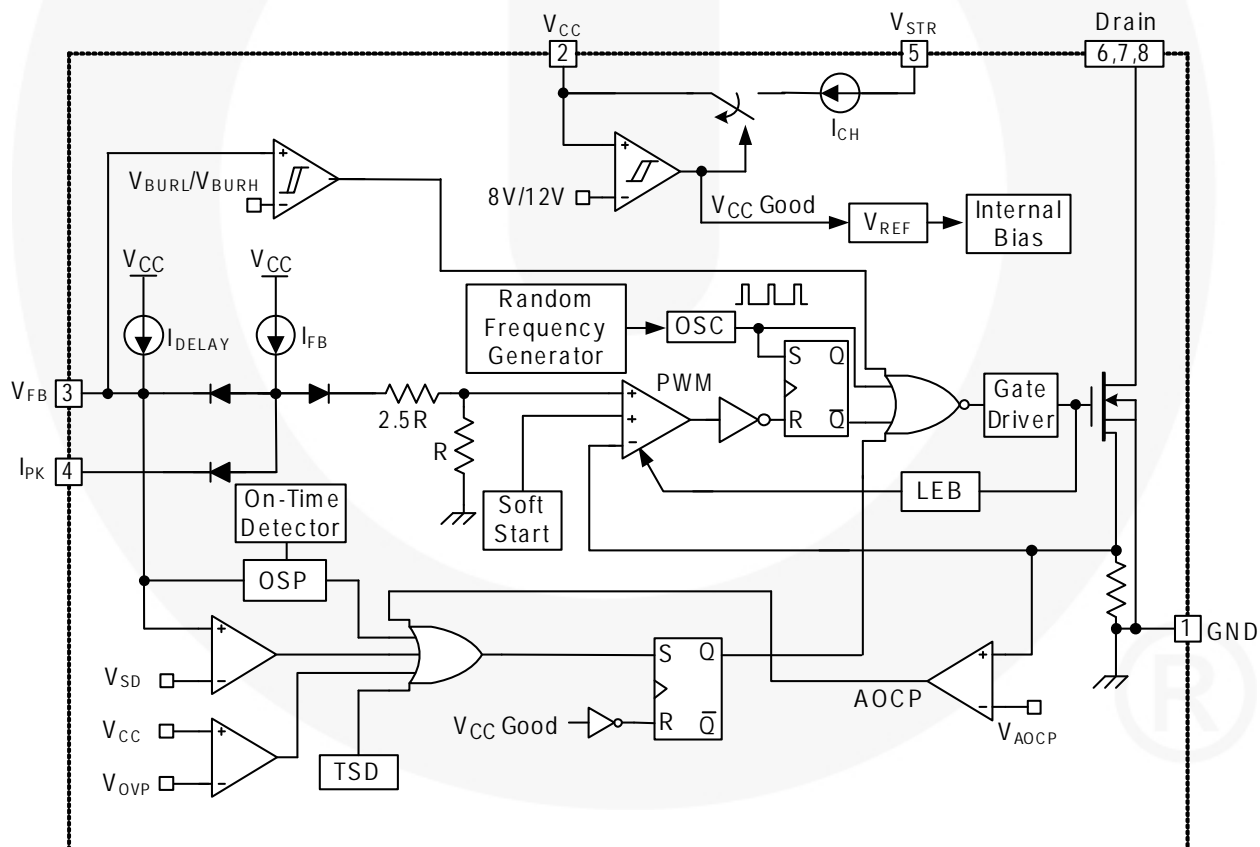 VCC
VSTR
Drain
2
5
6,7,8
ICH
+
-
VBURL/VBURH
+
-
8V/12V
VCC Good
VREF
Internal
Bias
VCC
VCC
IDELAY
IFB
Random
Frequency
Generator
OSC
VFB
3
2.5R
R
PWM
+
+
-
S
Q
R
Q
Gate
Driver
IPK
4
LEB
Soft
Start
On-Time
Detector
OSP
+
-
VSD
VCC
+
VOVP
-
TSD
S
Q
VCC Good
R
Q
AOCP
+
-
VAOCP
1
GND
®